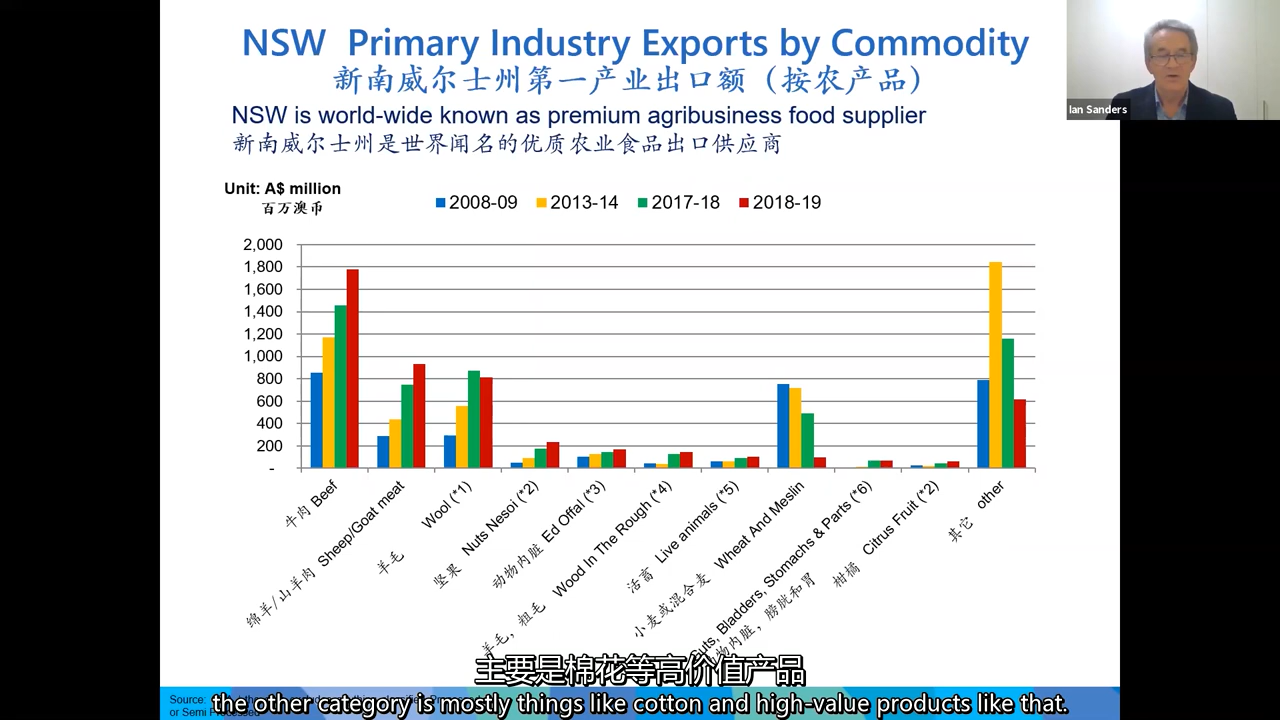 NSW Primary Industry Exports by Commodity
新南威尔士州第一产业出口额（按农产品）
NSW is world-wide known as premium agribusiness food supplier
新南威尔士州是世界闻名的优质农业食品出口供应商
Ian Sanders
Unit: A$ million
百万澳币
2008-09 2013-14 2017-18 2018-19
2,000
1,800
1,600
1,400
1,200
1,000
800
600
400
200
-
牛肉 Beef
绵羊/山羊肉 Sheep/Goat meat
羊毛 Wool (*1)
坚果 Nuts Nesoi (*2)
动物内脏 Ed Offal (*3)
羊毛，粗毛 Wood In The Rough (*4)
活畜 Live animals (*5)
小麦或混合麦 Wheat And Meslin
Guts, Bladders, Stomachs & Parts (*6)
物内脏，膀胱和胃
柑橘 Citrus Fruit (*2)
其它 other
主要是棉花等高价值产品
Source:
the other category is mostly things like cotton and high-value products like that.
or Semi Processed